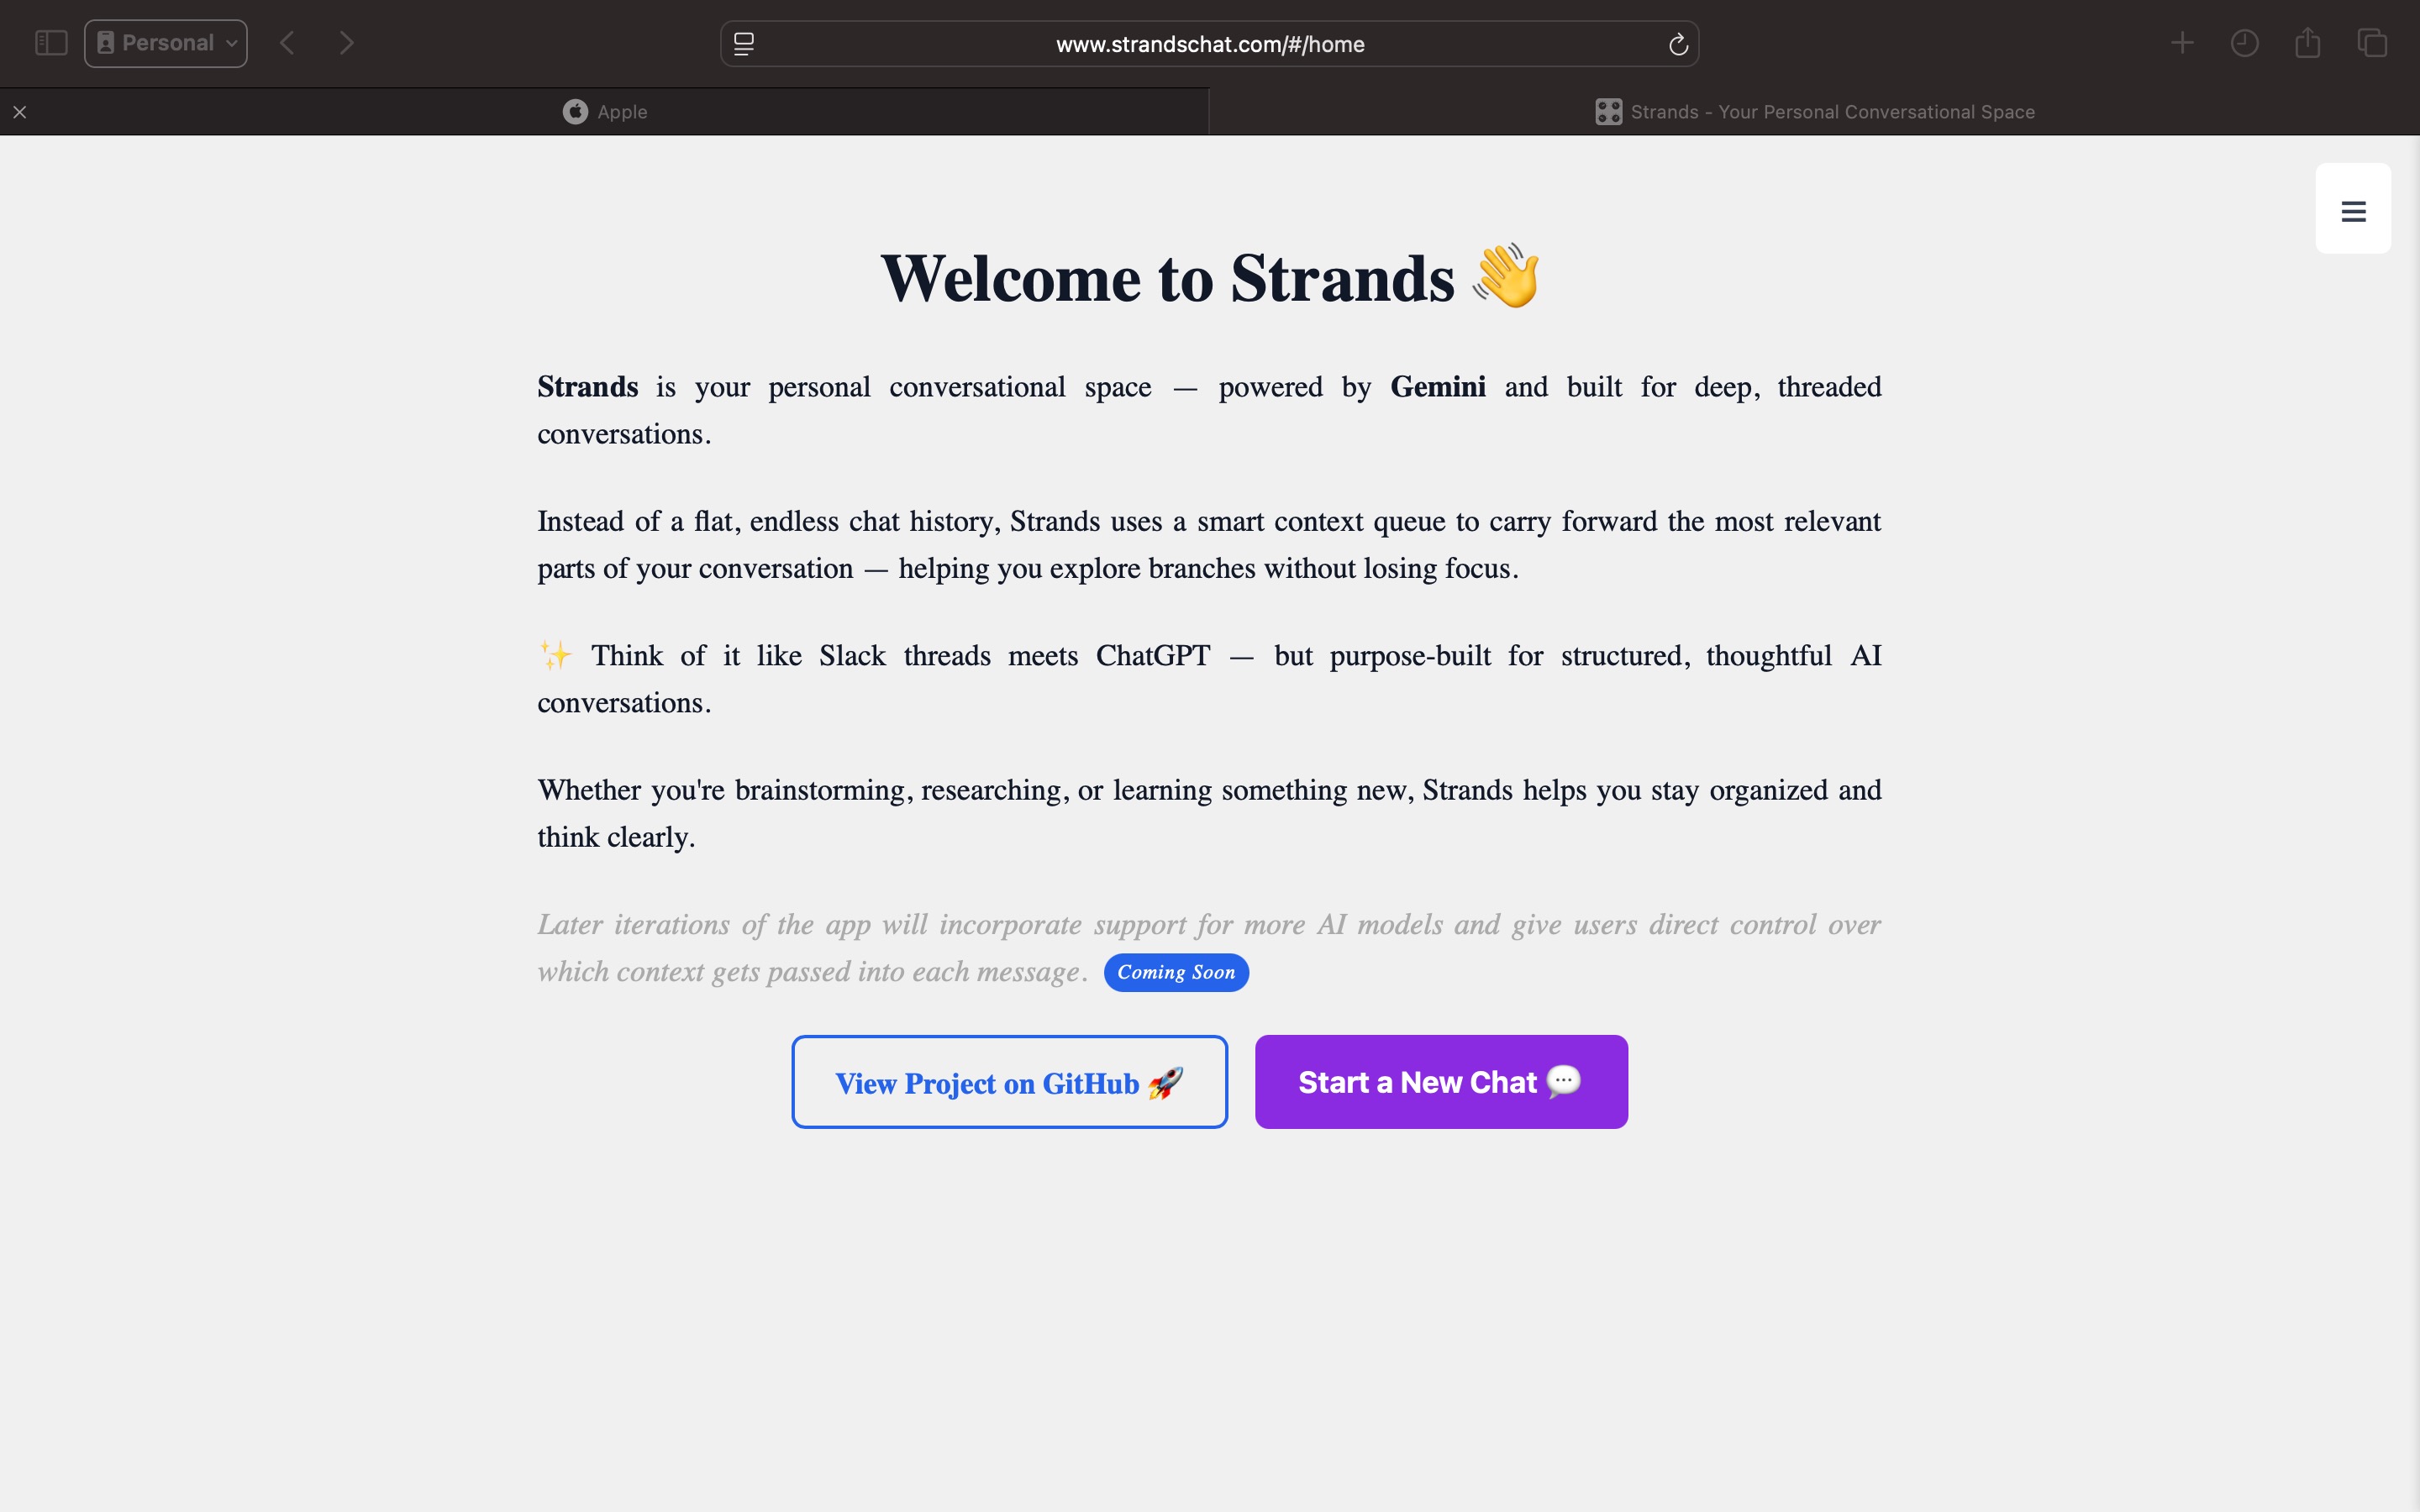 Personal
www.strandschat.com/#/home
Apple
Strands - Your Personal Conversational Space
Welcome to Strands 👋
Strands is your personal conversational space — powered by Gemini and built for deep, threaded
conversations.
Instead of a flat, endless chat history, Strands uses a smart context queue to carry forward the most relevant
parts of your conversation — helping you explore branches without losing focus.
✨ Think of it like Slack threads meets ChatGPT — but purpose-built for structured, thoughtful AI
conversations.
Whether you're brainstorming, researching, or learning something new, Strands helps you stay organized and
think clearly.
Later iterations of the app will incorporate support for more AI models and give users direct control over
which context gets passed into each message. Coming Soon
View Project on GitHub 🚀
Start a New Chat 💬